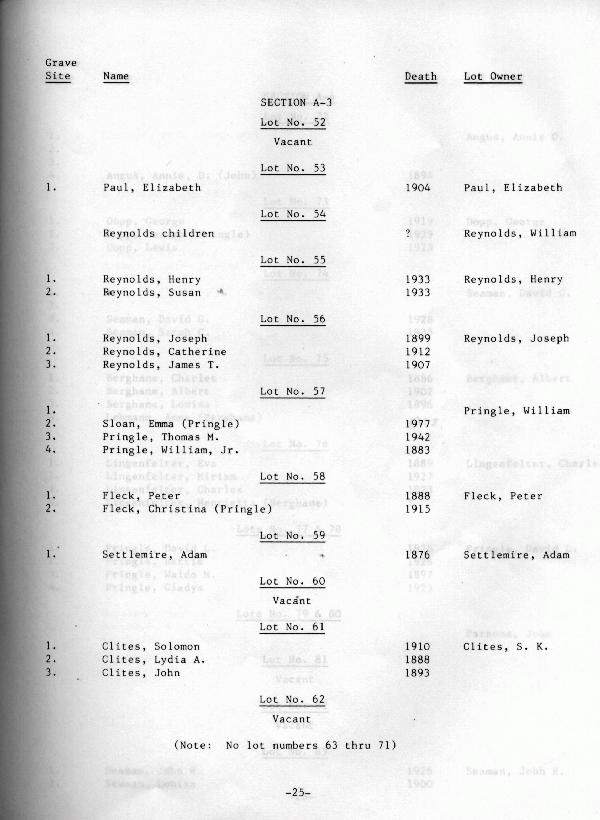 Grave
Site Name Death Lot Owner
SECTION A-3
Lot No. 52
Vacant
Lot No. 53
1. Paul, Elizabeth 1904 Paul, Elizabeth
Lot No. 54
Reynolds children ? Reynolds, William
Lot No. 55
1. Reynolds, Henry 1933 Reynolds, Henry
2. Reynolds, Susan 1933
Lot No. 56
1. Reynolds, Joseph 1899 Reynolds, Joseph
2. Reynolds, Catherine 1912
3. Reynolds, James T. 1907
Lot No. 57
1. Pringle, William
2. Sloan, Emma (Pringle) 1977
3. Pringle, Thomas M. 1942
4. Pringle, William, Jr. 1883
Lot No. 58
1. Fleck, Peter 1888 Fleck, Peter
2. Fleck, Christina (Pringle) 1915
Lot No. 59
1. Settlemire, Adam 1876 Settlemire, Adam
Lot No. 60
Vacant
Lot No. 61
1. Clites, Solomon 1910 Clites, S. K.
2. Clites, Lydia A. 1888
3. Clites, John 1893
Lot No. 62
Vacant
(Note: No lot numbers 63 thru 71)
-25-